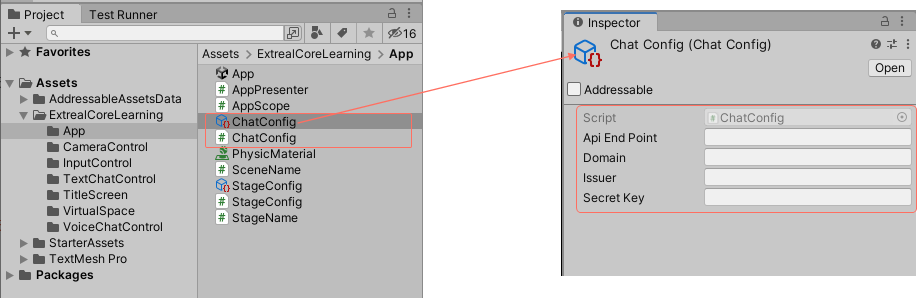 Project
Test Runner
16
Favorites
Assets
AddressableAssetsData
ExtrealCoreLearning
App
CameraControl
InputControl
TextChatControl
TitleScreen
VirtualSpace
VoiceChatControl
StarterAssets
TextMesh Pro
Packages
Assets > ExtrealCoreLearning > App
App
AppPresenter
AppScope
ChatConfig
ChatConfig
PhysicMaterial
SceneName
StageConfig
StageConfig
StageName
Inspector
Chat Config (Chat Config)
Open
Addressable
Script # ChatConfig
Api End Point
Domain
Issuer
Secret Key